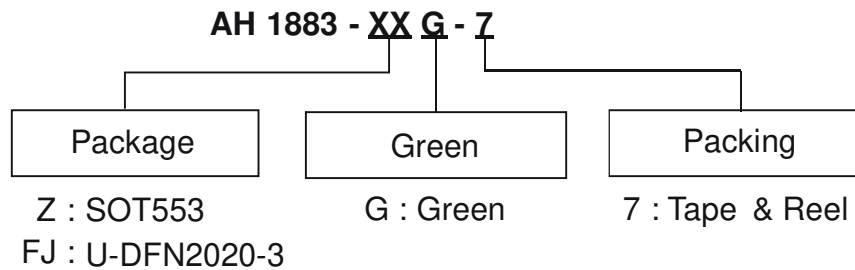 AH 1883 - XX G - 7
Package Green Packing
Z : SOT553 G : Green 7 : Tape & Reel
FJ : U-DFN2020-3